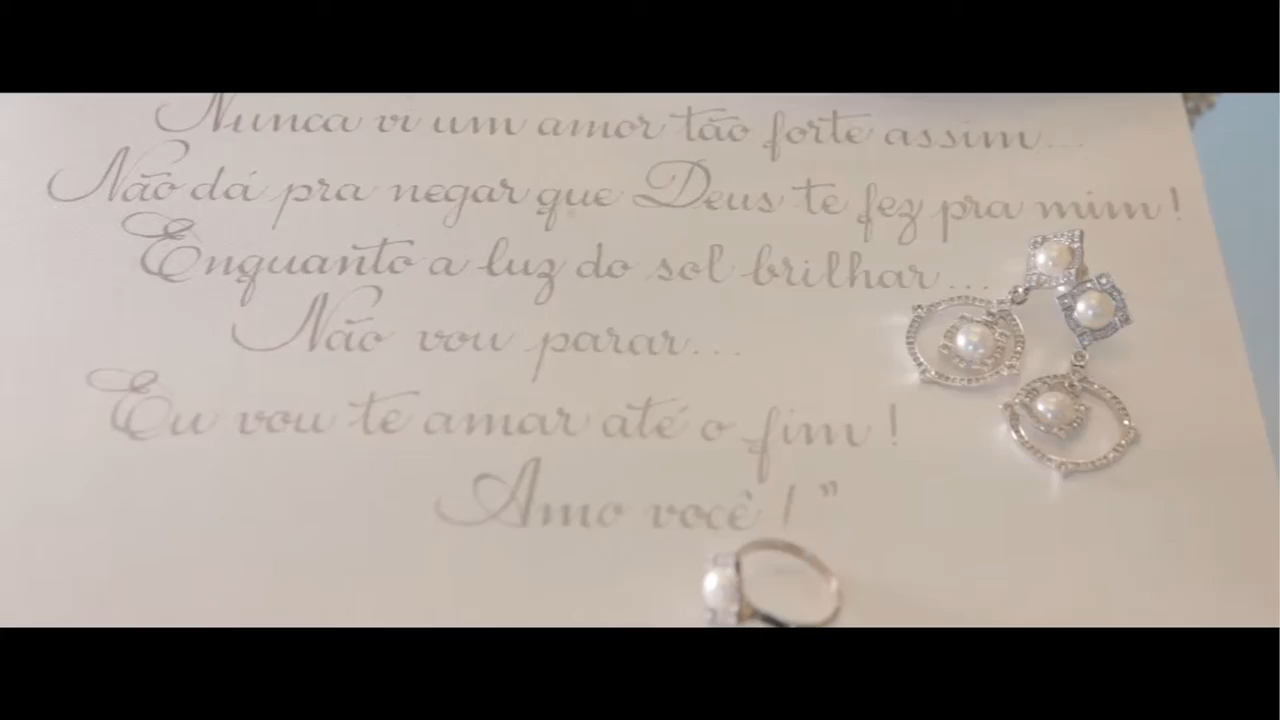 Nunca vi um amor tão forte assim...
Não dá pra negar que Deus te fez pra mim!
Enquanto a luz do sol brilhar...
Não vou parar...
Eu vou te amar até o fim!
Amo você!"